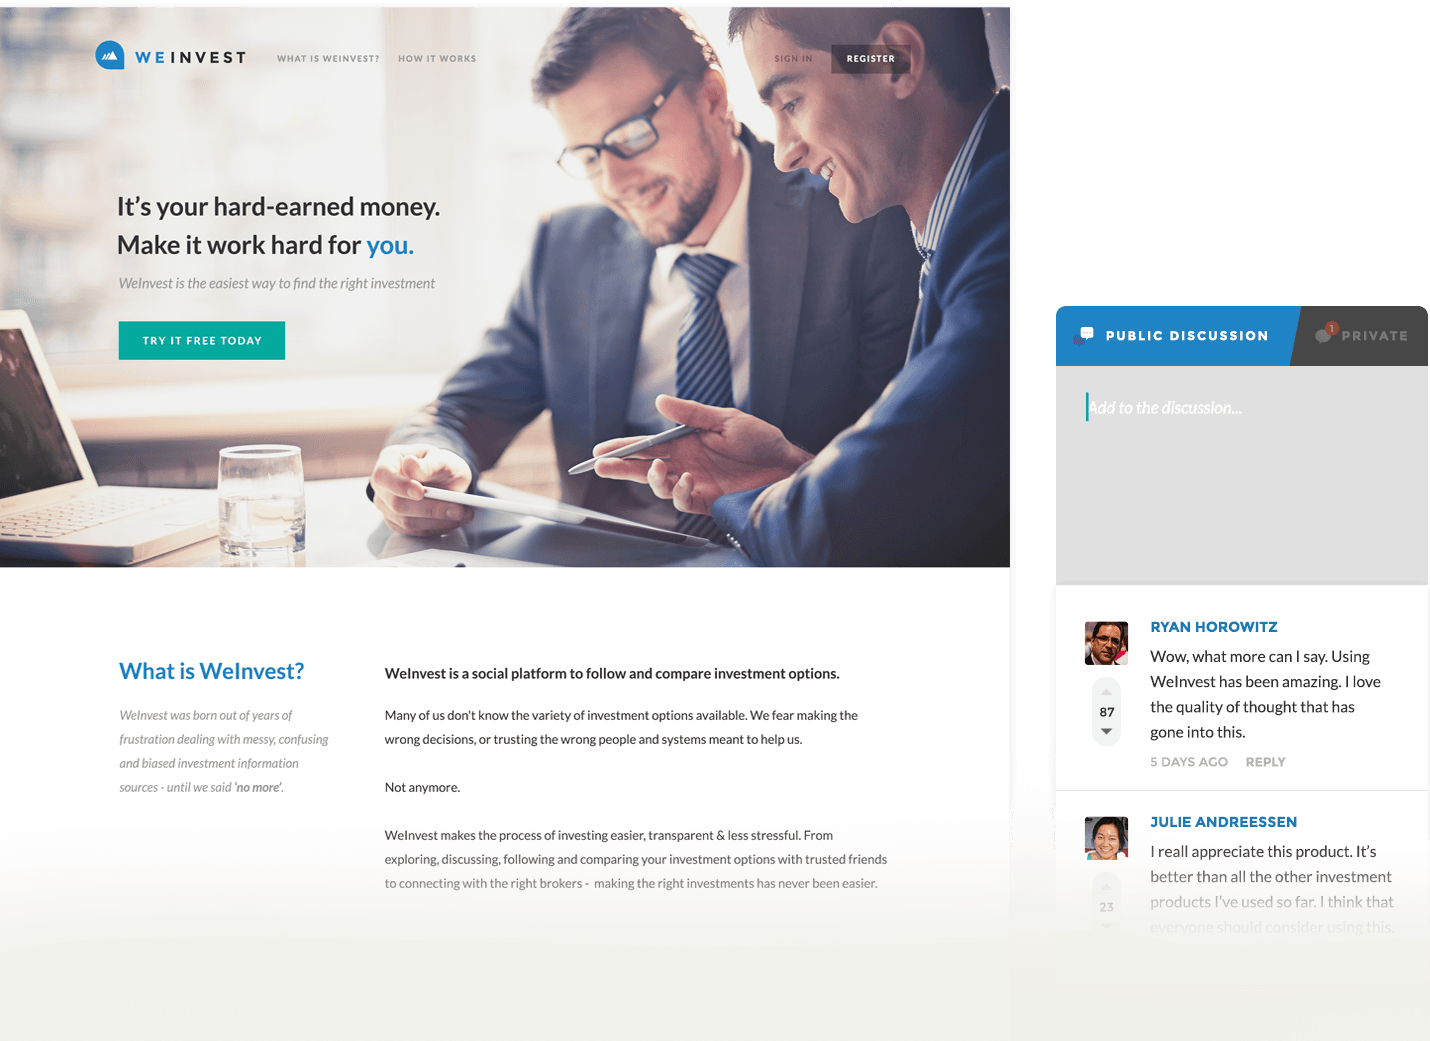 WEINVEST
WHAT IS WEINVEST?
HOW IT WORKS
SIGN IN
REGISTER
It's your hard-earned money.
Make it work hard for you.
WeInvest is the easiest way to find the right investment
TRY IT FREE TODAY
What is WeInvest?
WeInvest was born out of years of
frustration dealing with messy, confusing
and biased investment information
sources - until we said 'no more'.
WeInvest is a social platform to follow and compare investment options.
Many of us don't know the variety of investment options available. We fear making the
wrong decisions, or trusting the wrong people and systems meant to help us.
Not anymore.
WeInvest makes the process of investing easier, transparent & less stressful. From
exploring, discussing, following and comparing your investment options with trusted friends
to connecting with the right brokers - making the right investments has never been easier.
PUBLIC DISCUSSION
1
PRIVATE
Add to the discussion...
RYAN HOROWITZ
Wow, what more can I say. Using
WeInvest has been amazing. I love
the quality of thought that has
gone into this.
87
5 DAYS AGO
REPLY
JULIE ANDREESSEN
I reall appreciate this product. It's
better than all the other investment
products I've used so far. I think that
everyone should consider using this.
23